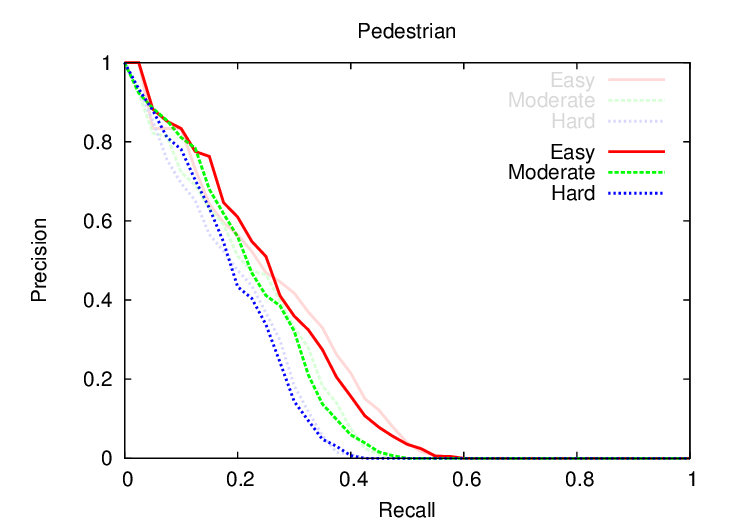 Pedestrian
1
0.8
0.6
0.4
0.2
0
Precision
Easy
Moderate
Hard
Easy
Moderate
Hard
0 0.2 0.4 0.6 0.8 1
Recall